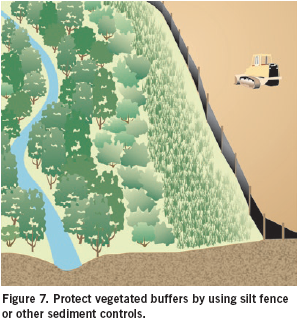 Figure 7. Protect vegetated buffers by using silt fence
or other sediment controls.